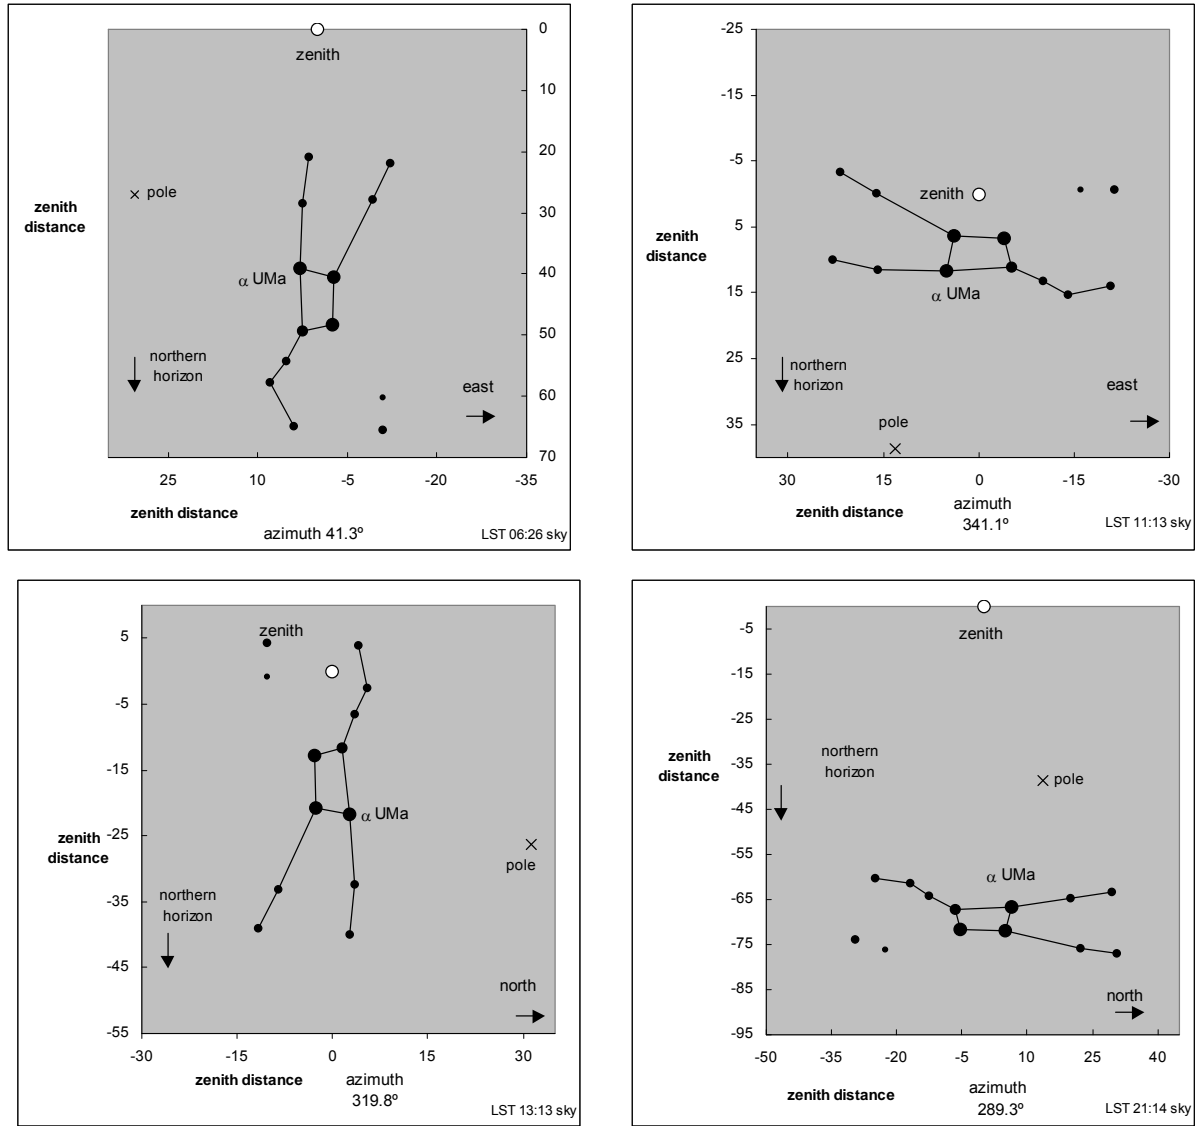 0
zenith
10
20
× pole
zenith
distance
30
α UMa
40
50
northern
horizon
east
60
70
25
10
-5
-20
-35
zenith distance
azimuth 41.3º
LST 06:26 sky
-25
-15
-5
zenith
5
zenith
distance
15
α UMa
25
northern
horizon
east
35
pole
30
15
0
-15
-30
zenith distance
azimuth
341.1º
LST 11:13 sky
5
zenith
-5
-15
α UMa
-25
zenith
distance
pole
-35
northern
horizon
-45
north
-55
-30
-15
0
15
30
zenith distance
azimuth
319.8º
LST 13:13 sky
-5
zenith
-15
-25
-35
zenith
distance
northern
horizon
pole
-45
-55
α UMa
-65
-75
-85
north
-95
-50
-35
-20
-5
10
25
40
zenith distance
azimuth
289.3º
LST 21:14 sky